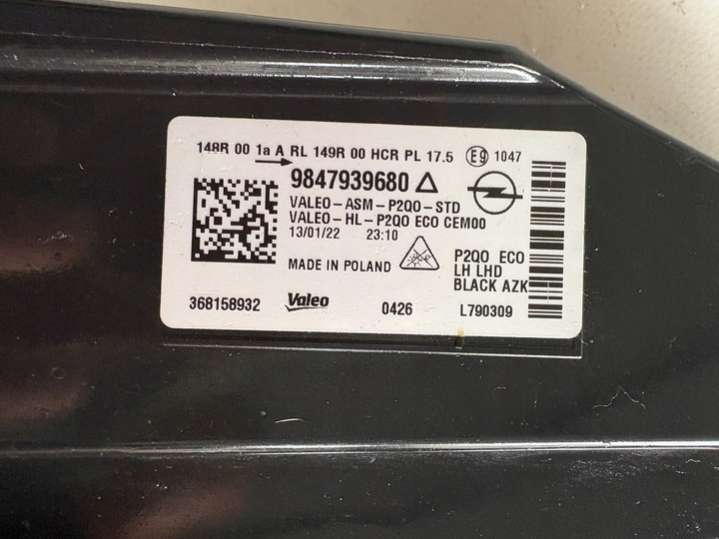 148R 00 1a A RL 149R 00 HCR PL 17.5 E9 1047
9847939680
VALEO-ASM-P2QO-STD
VALEO-HL-P2QO ECO CEM00
13/01/22 23:10
P2QO ECO
MADE IN POLAND
LH LHD
BLACK AZK
368158932 Valeo 0426 L790309